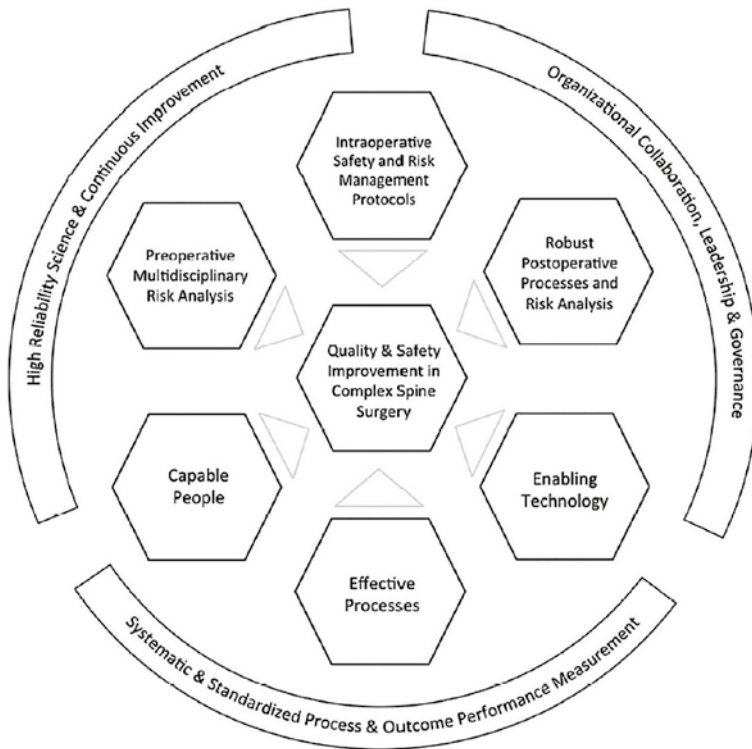 High Reliability Science & Continuous Improvement
Organizational Collaboration, Leadership & Governance
Intraoperative
Safety and Risk
Management
Protocols
Preoperative
Multidisciplinary
Risk Analysis
Robust
Postoperative
Processes and
Risk Analysis
Quality & Safety
Improvement in
Complex Spine
Surgery
Capable
People
Enabling
Technology
Effective
Processes
Systematic & Standardized Process & Outcome Performance Measurement